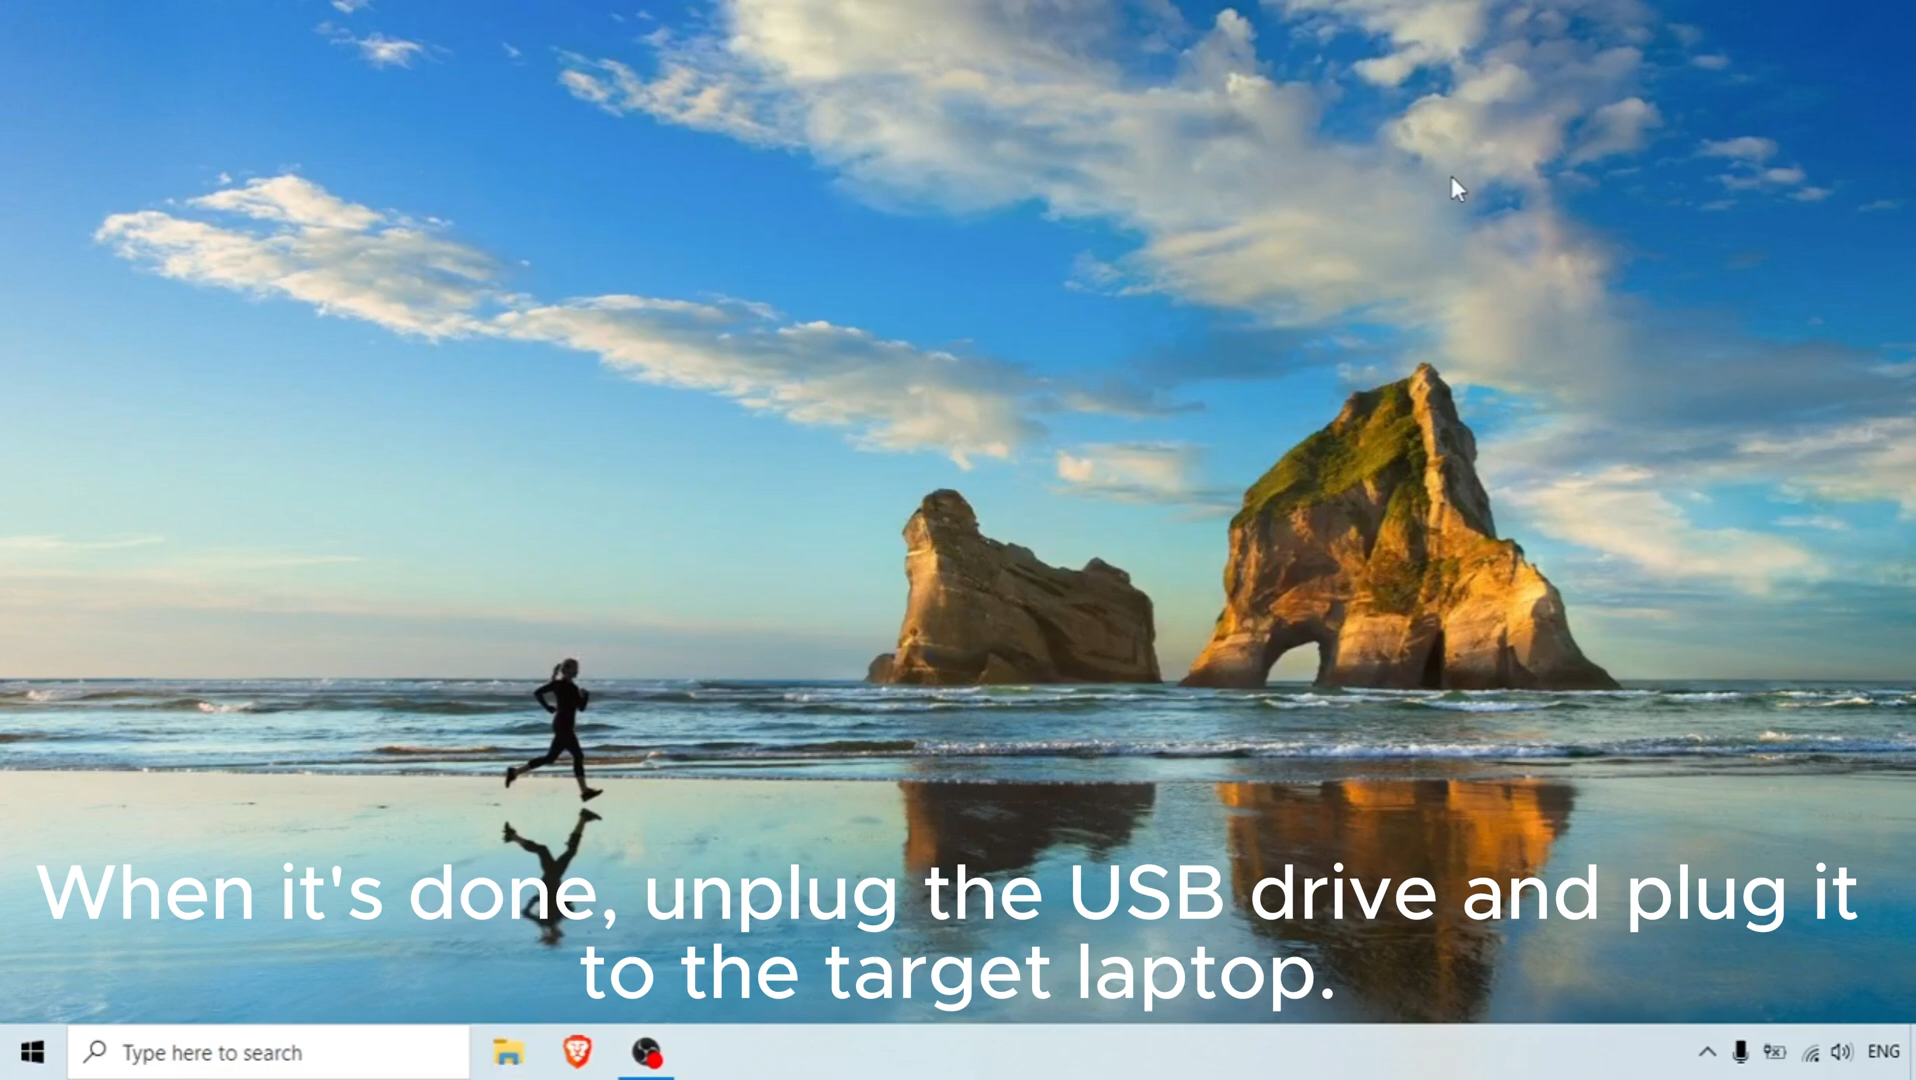 When it's done, unplug the USB drive and plug it
to the target laptop.
Type here to search
ENG